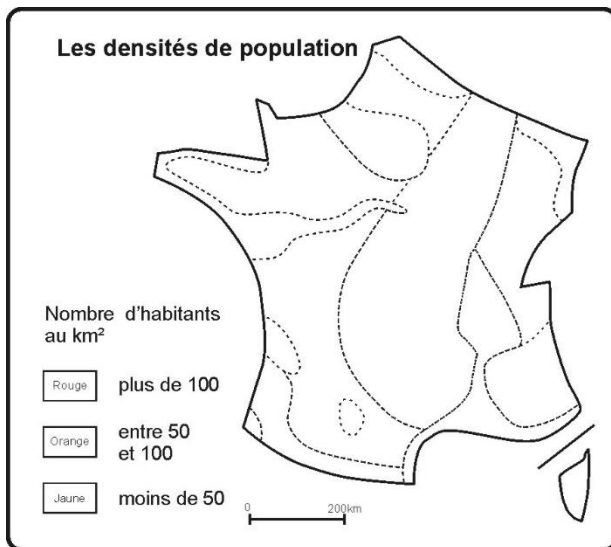 Les densités de population
Nombre d'habitants
au km²
Rouge plus de 100
Orange entre 50
et 100
Jaune moins de 50
0 200km